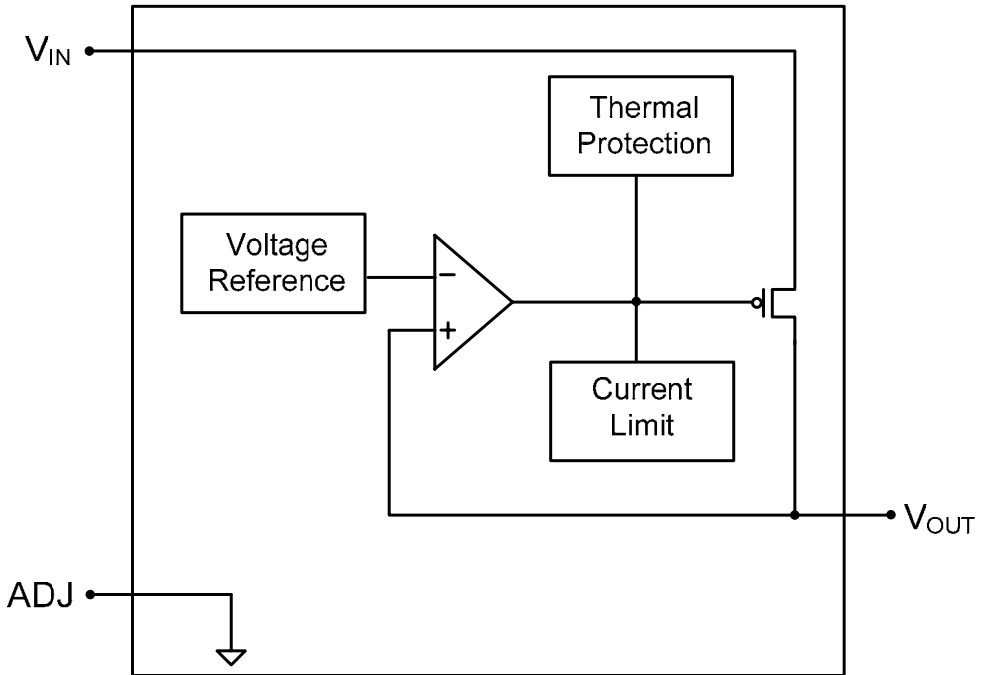 VIN
Thermal
Protection
Voltage
Reference
−
+
Current
Limit
VOUT
ADJ